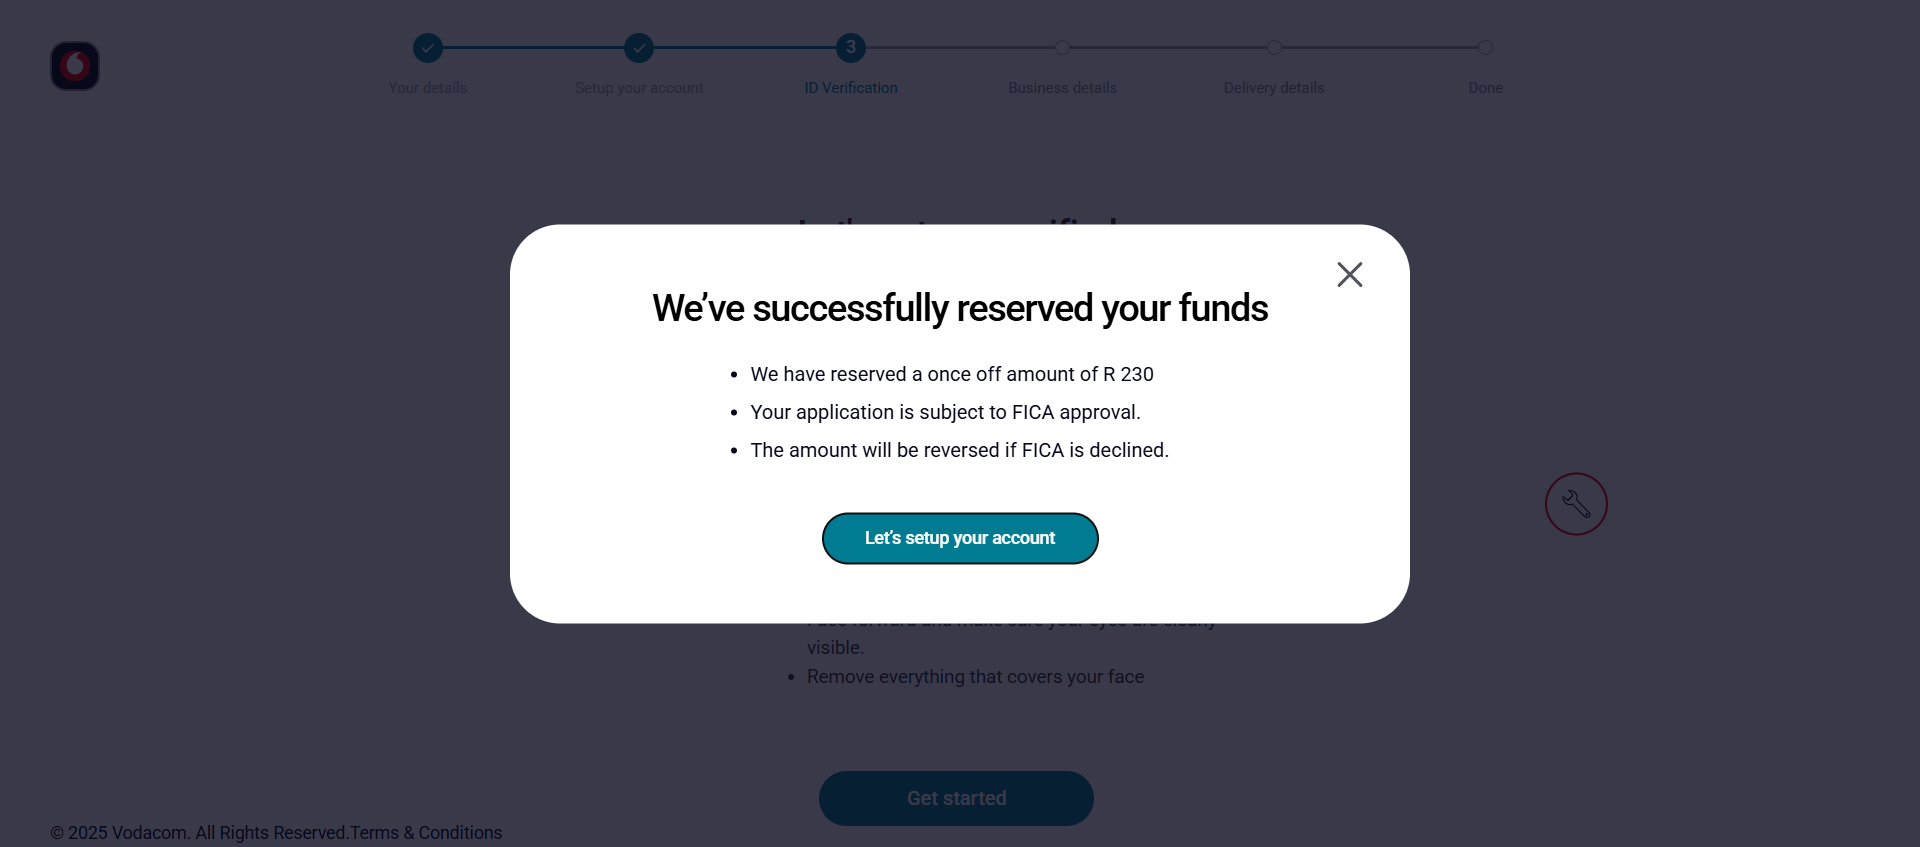 3
Your details
Setup your account
ID Verification
Business details
Delivery details
Done
We’ve successfully reserved your funds
• We have reserved a once off amount of R 230
• Your application is subject to FICA approval.
• The amount will be reversed if FICA is declined.
Let’s setup your account
visible.
• Remove everything that covers your face
Get started
© 2025 Vodacom. All Rights Reserved.Terms & Conditions